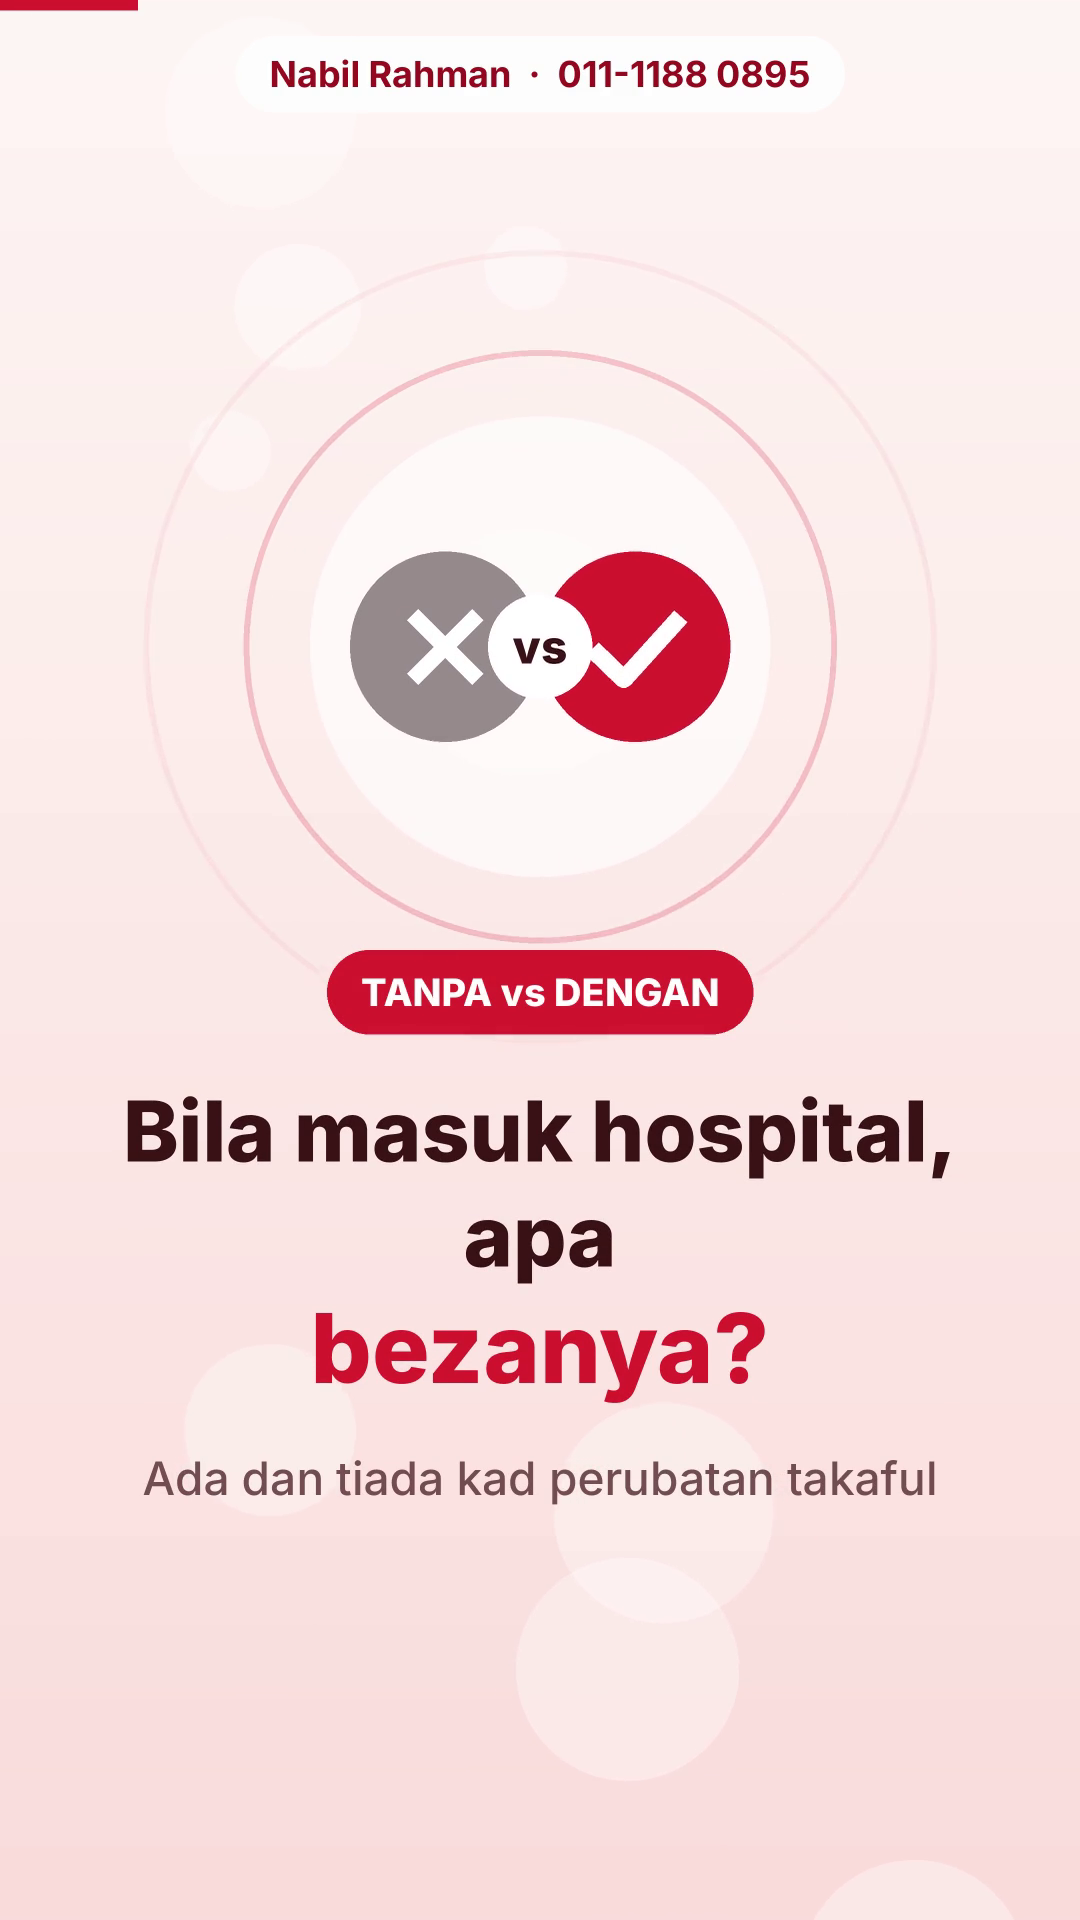 Nabil Rahman · 011-1188 0895
vs
TANPA vs DENGAN
Bila masuk hospital,
apa
bezanya?
Ada dan tiada kad perubatan takaful